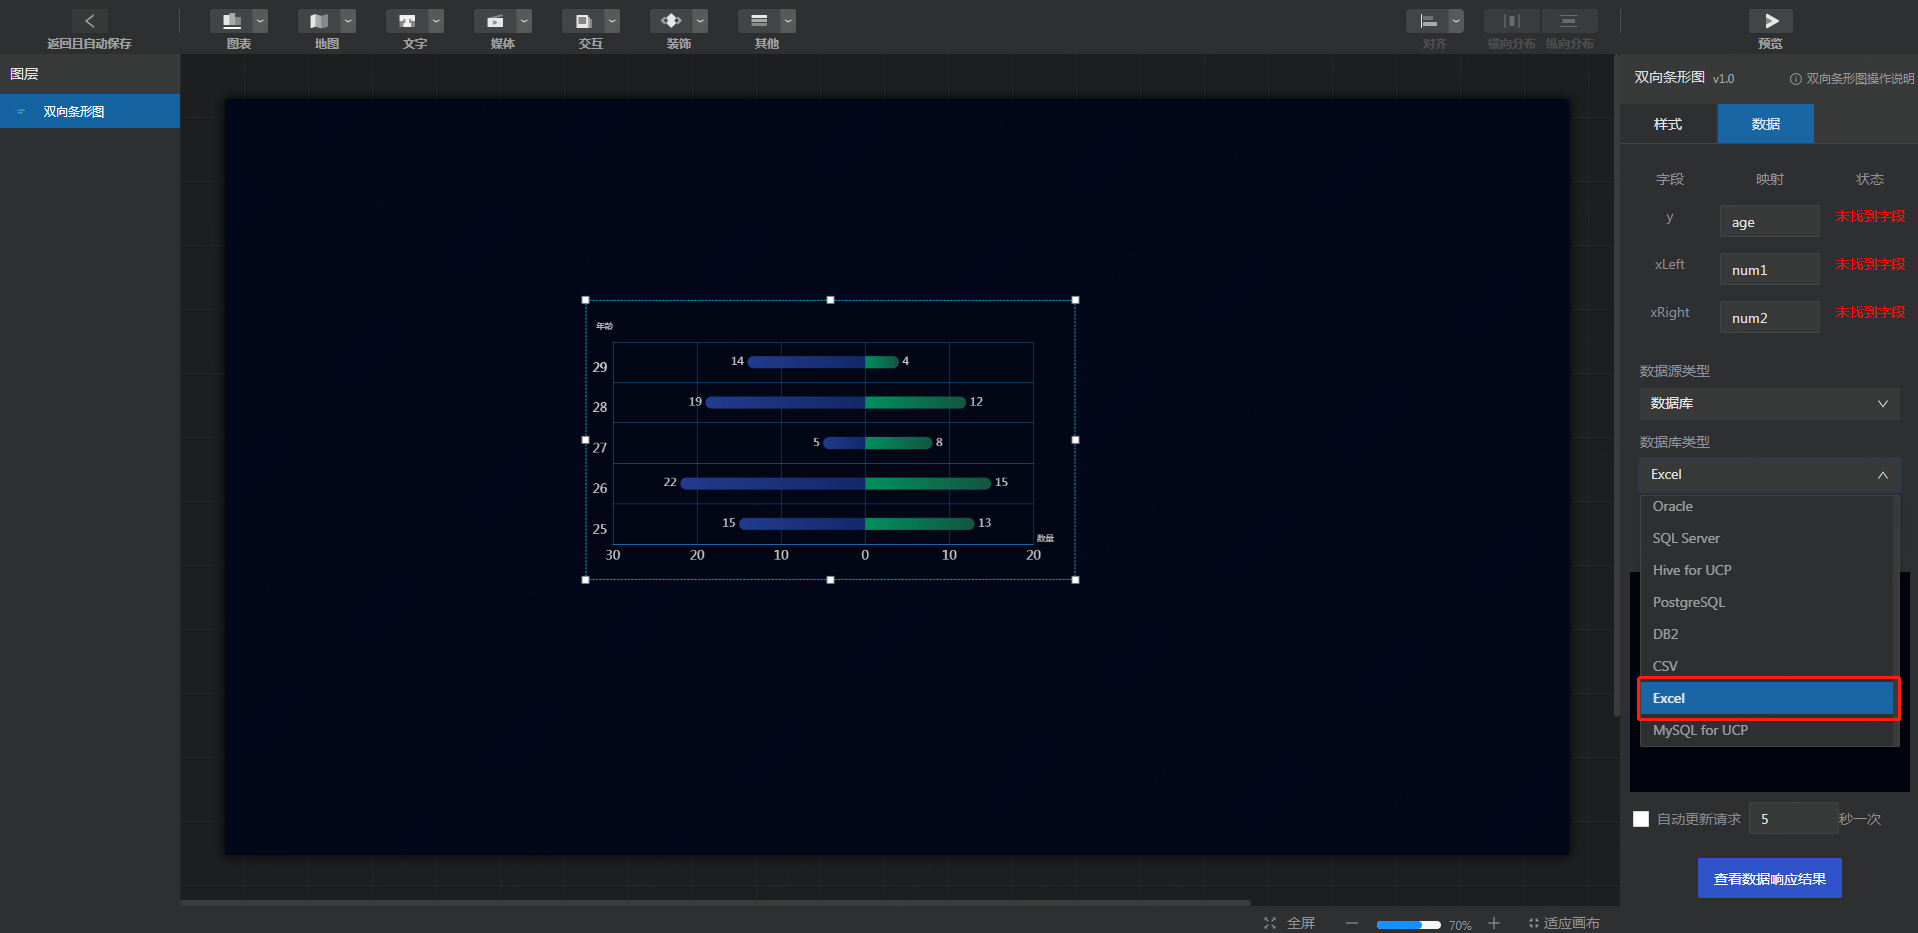 返回且自动保存
图表
地图
文字
媒体
交互
装饰
其他
对齐
横向分布
纵向分布
预览
图层
双向条形图
年龄
29
28
27
26
25
14
4
19
12
5
8
22
15
15
13
数量
30
20
10
0
10
20
双向条形图 v1.0
双向条形图操作说明
样式
数据
字段 映射 状态
y age 未找到字段
xLeft num1 未找到字段
xRight num2 未找到字段
数据源类型
数据库
数据库类型
Excel
Oracle
SQL Server
Hive for UCP
PostgreSQL
DB2
CSV
Excel
MySQL for UCP
自动更新请求 5 秒一次
查看数据响应结果
全屏
70%
适应画布